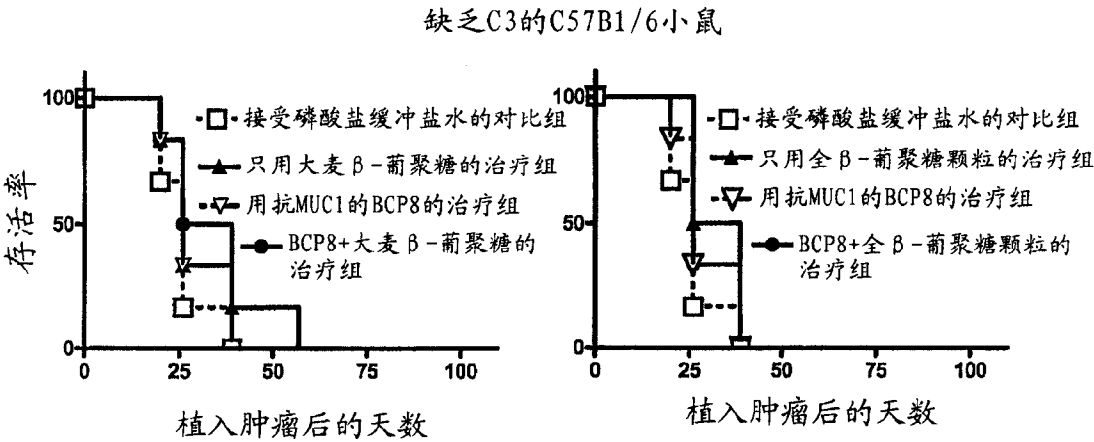 缺乏C3的C57B1/6小鼠
存活率
100
50
0
接受磷酸盐缓冲盐水的对比组
只用大麦β-葡聚糖的治疗组
用抗MUC1的BCP8的治疗组
BCP8+大麦β-葡聚糖的
治疗组
0 25 50 75 100
植入肿瘤后的天数
100
50
0
接受磷酸盐缓冲盐水的对比组
只用全β-葡聚糖颗粒的治疗组
用抗MUC1的BCP8的治疗组
BCP8+全β-葡聚糖颗粒的
治疗组
0 25 50 75 100
植入肿瘤后的天数